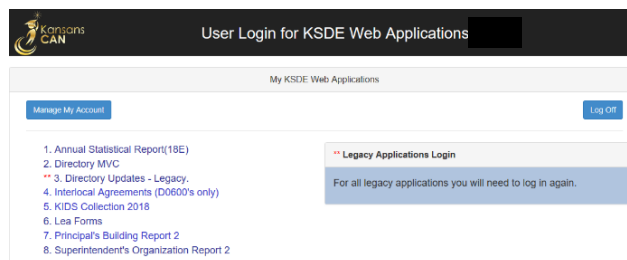 Kansans
CAN
User Login for KSDE Web Applications
My KSDE Web Applications
Manage My Account
Log Off
1. Annual Statistical Report(18E)
2. Directory MVC
** 3. Directory Updates - Legacy.
4. Interlocal Agreements (D0600's only)
5. KIDS Collection 2018
6. Lea Forms
7. Principal's Building Report 2
8. Superintendent's Organization Report 2
** Legacy Applications Login
For all legacy applications you will need to log in again.